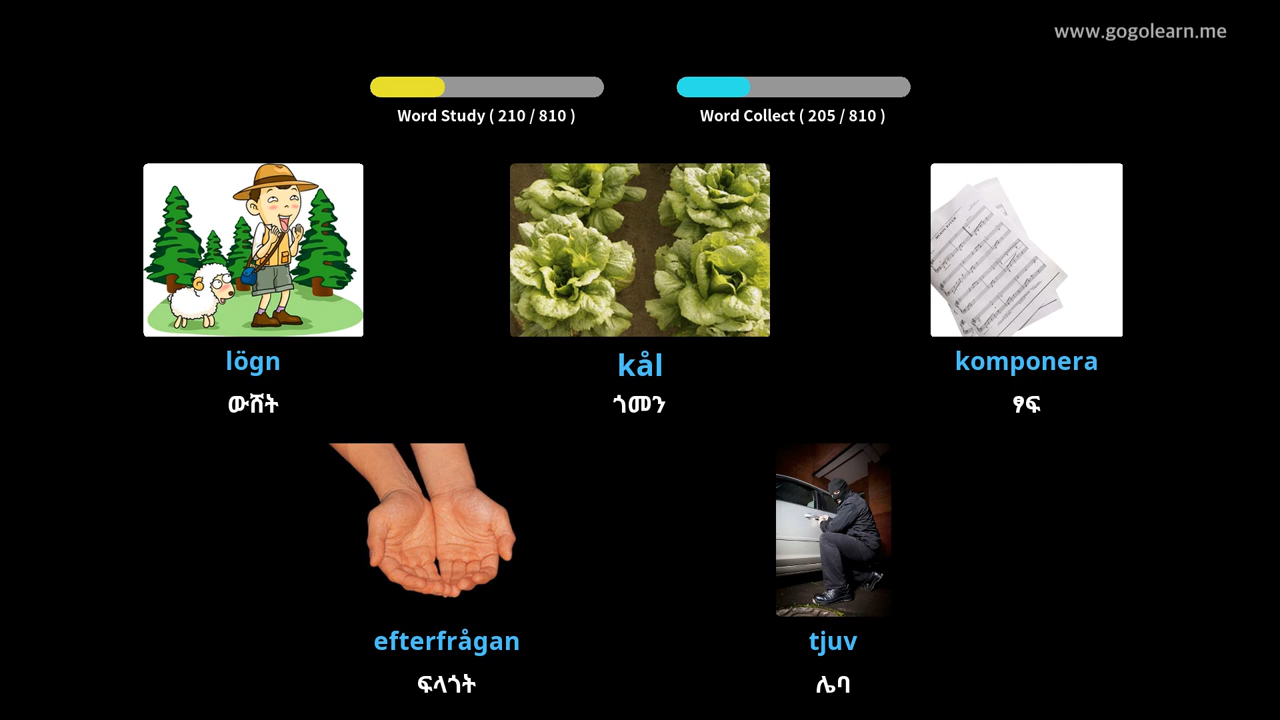 www.gogolearn.me
Word Study ( 210 / 810 )
Word Collect ( 205 / 810 )
lögn
kål
komponera
ውሸት
ጎመን
ፃፍ
efterfrågan
tjuv
ፍላጎት
ሌባ